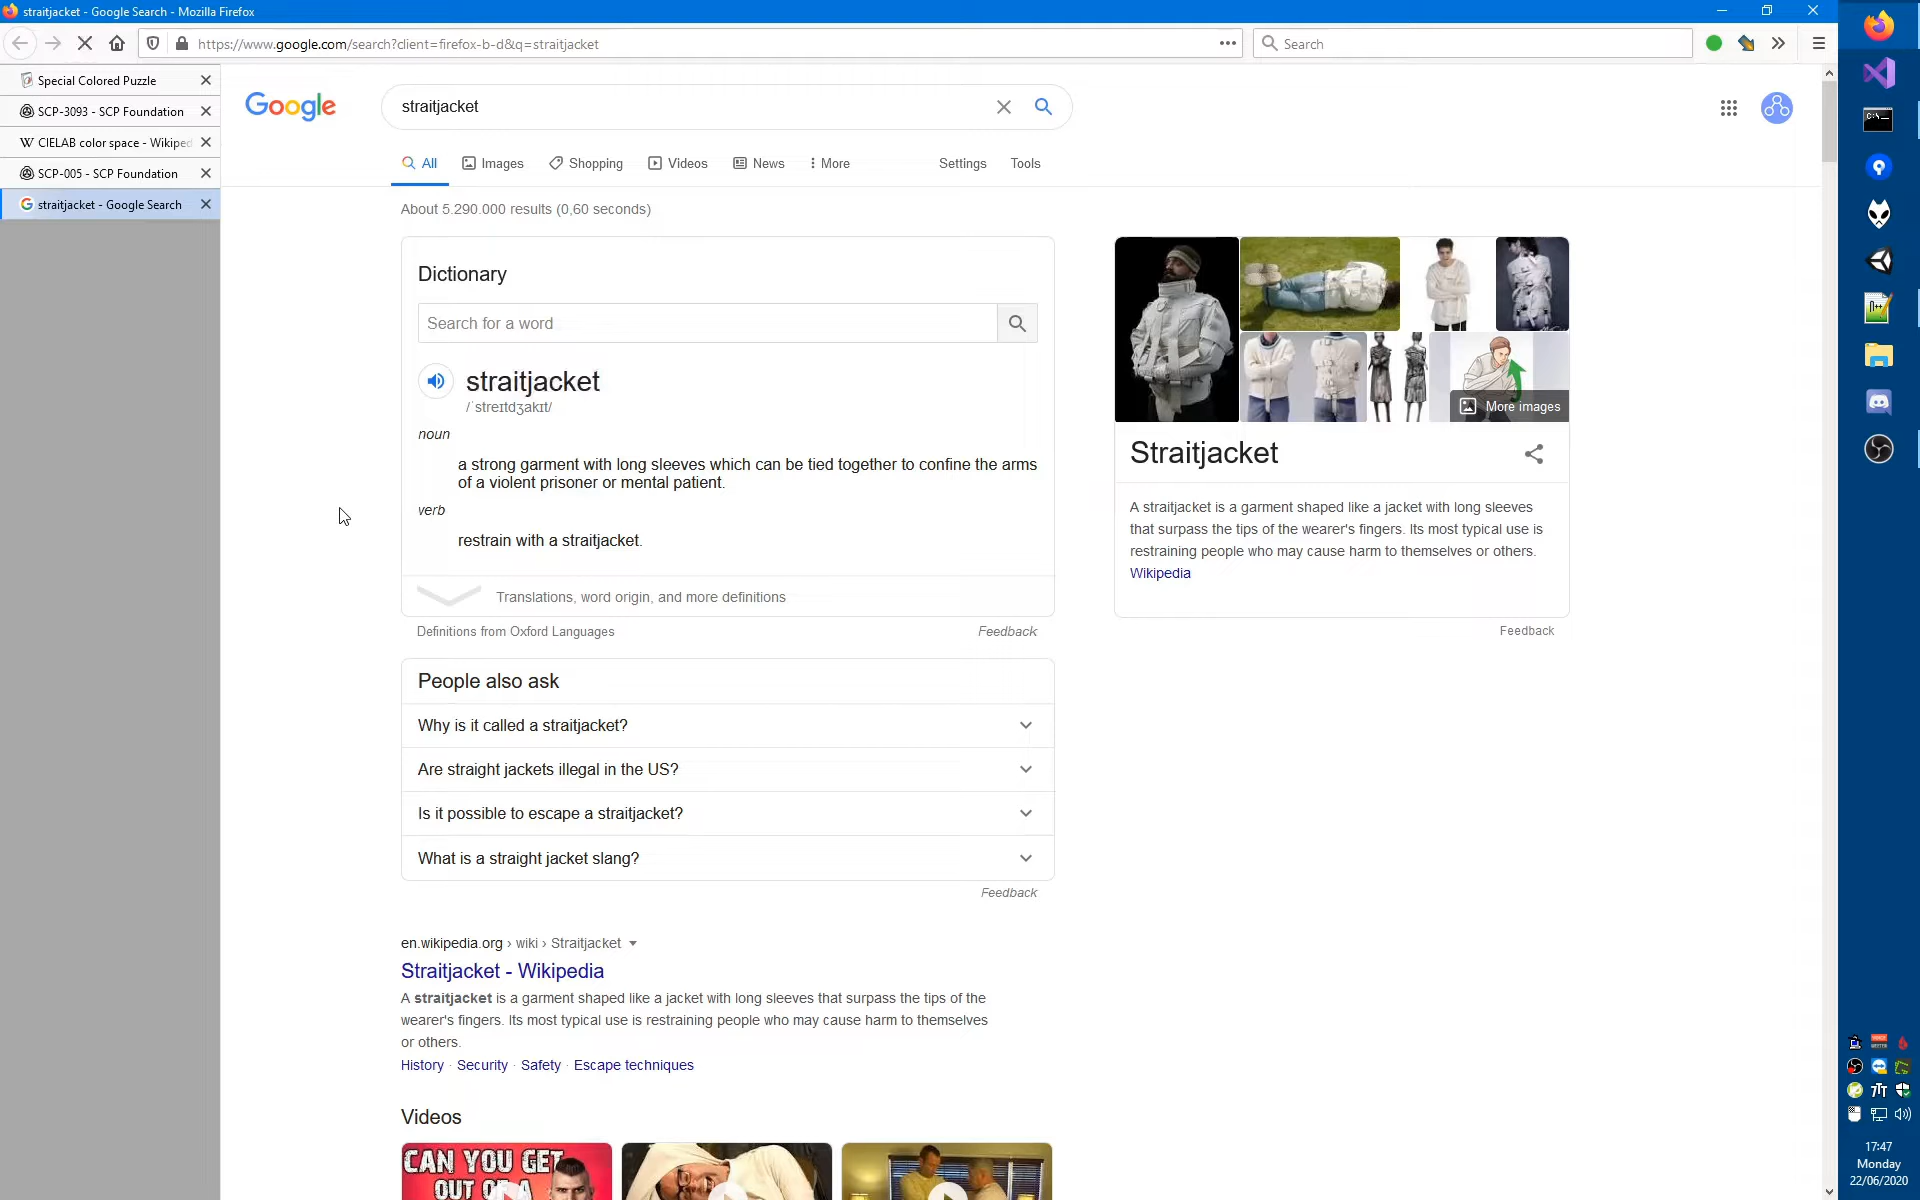 straitjacket - Google Search - Mozilla Firefox
https://www.google.com/search?client=firefox-b-d&q=straitjacket
Search
Special Colored Puzzle
SCP-3093 - SCP Foundation
CIELAB color space - Wikiped
SCP-005 - SCP Foundation
straitjacket - Google Search
Google
straitjacket
All
Images
Shopping
Videos
News
More
Settings
Tools
About 5.290.000 results (0,60 seconds)
Dictionary
Search for a word
straitjacket
/ˈstreɪtdʒakɪt/
noun
a strong garment with long sleeves which can be tied together to confine the arms
of a violent prisoner or mental patient.
verb
restrain with a straitjacket.
Translations, word origin, and more definitions
Definitions from Oxford Languages
Feedback
More images
Straitjacket
A straitjacket is a garment shaped like a jacket with long sleeves
that surpass the tips of the wearer's fingers. Its most typical use is
restraining people who may cause harm to themselves or others.
Wikipedia
Feedback
People also ask
Why is it called a straitjacket?
Are straight jackets illegal in the US?
Is it possible to escape a straitjacket?
What is a straight jacket slang?
Feedback
en.wikipedia.org › wiki › Straitjacket
Straitjacket - Wikipedia
A straitjacket is a garment shaped like a jacket with long sleeves that surpass the tips of the
wearer's fingers. Its most typical use is restraining people who may cause harm to themselves
or others.
History · Security · Safety · Escape techniques
Videos
CAN YOU GET
OUT OF A
17:47
Monday
22/06/2020